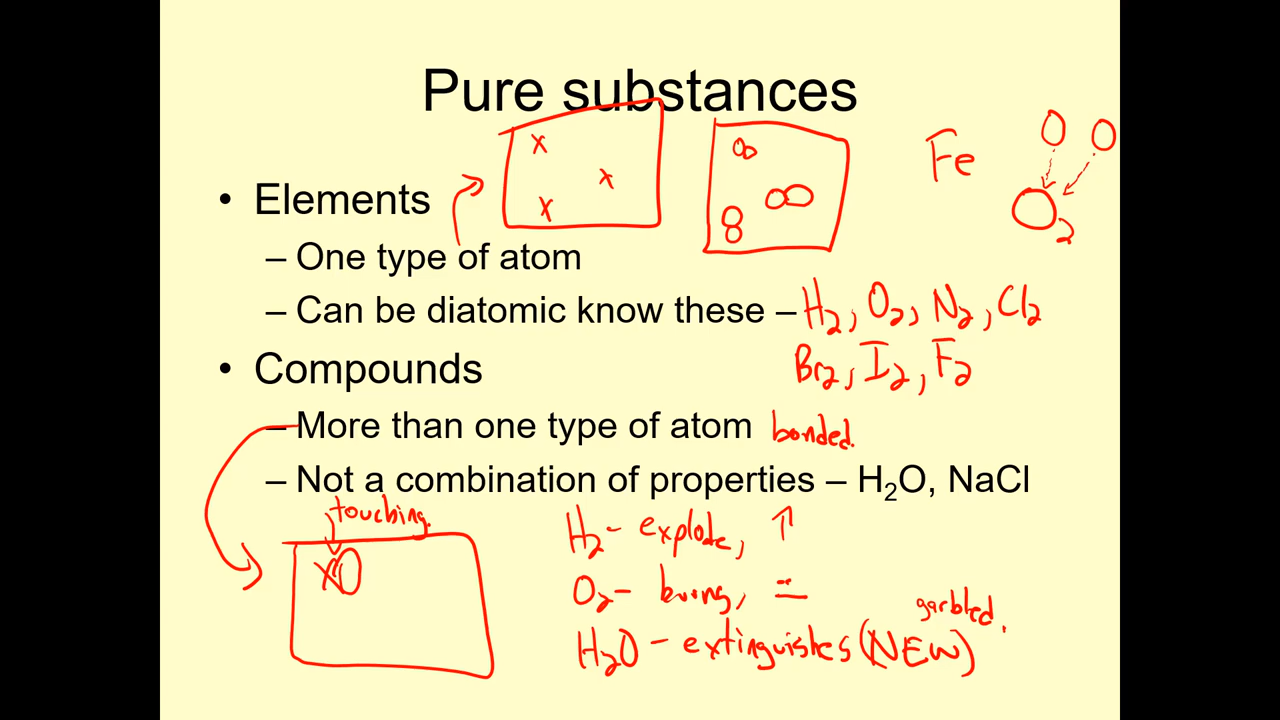 Pure substances
• Elements
Fe
O O
O₂
– One type of atom
– Can be diatomic know these – H₂, O₂, N₂, Cl₂
Br₂, I₂, F₂
• Compounds
– More than one type of atom bonded.
– Not a combination of properties – H₂O, NaCl
touching.
XO
H₂ - explode, ↑
O₂ - =
garbled.
H₂O - extinguishes (NEW)